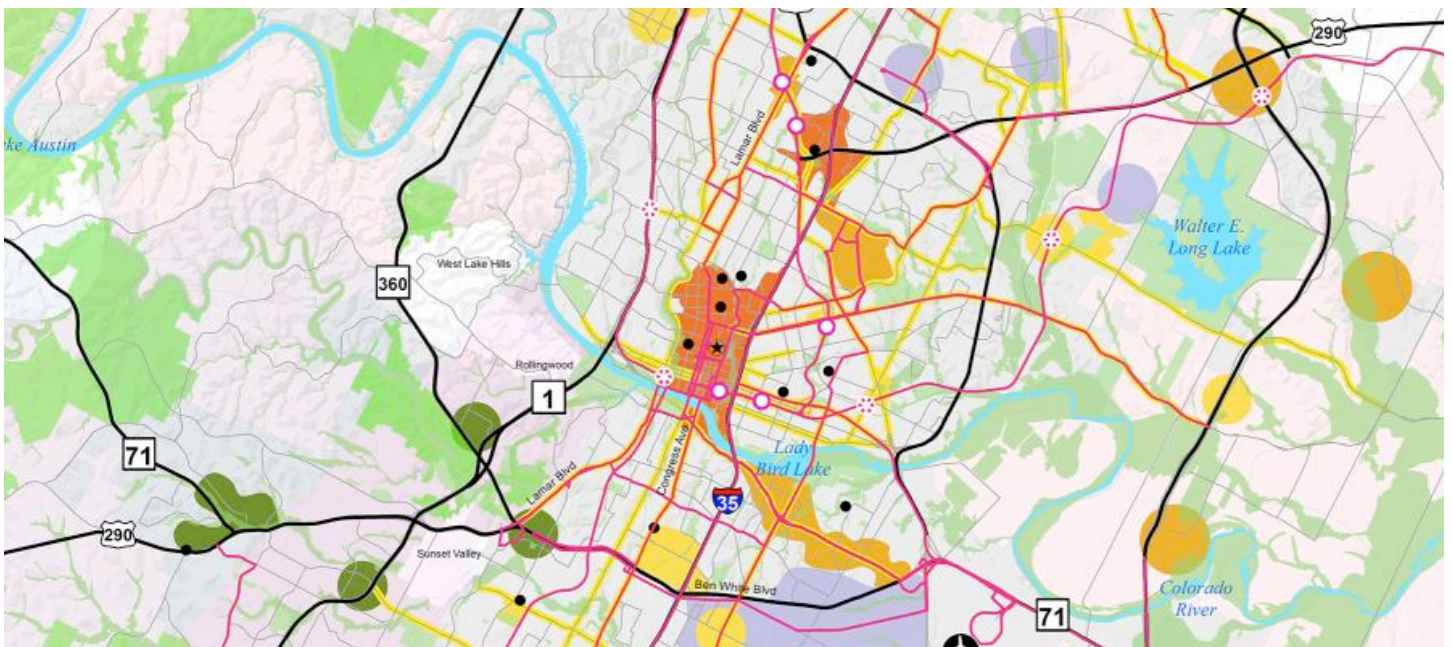 290
Lamar Blvd
ke Austin
Walter E.
Long Lake
West Lake Hills
360
Rollingwood
1
71
Lady
Bird Lake
Congress Ave
Lamar Blvd
35
290
Sunset Valley
Ben White Blvd
Colorado
River
71